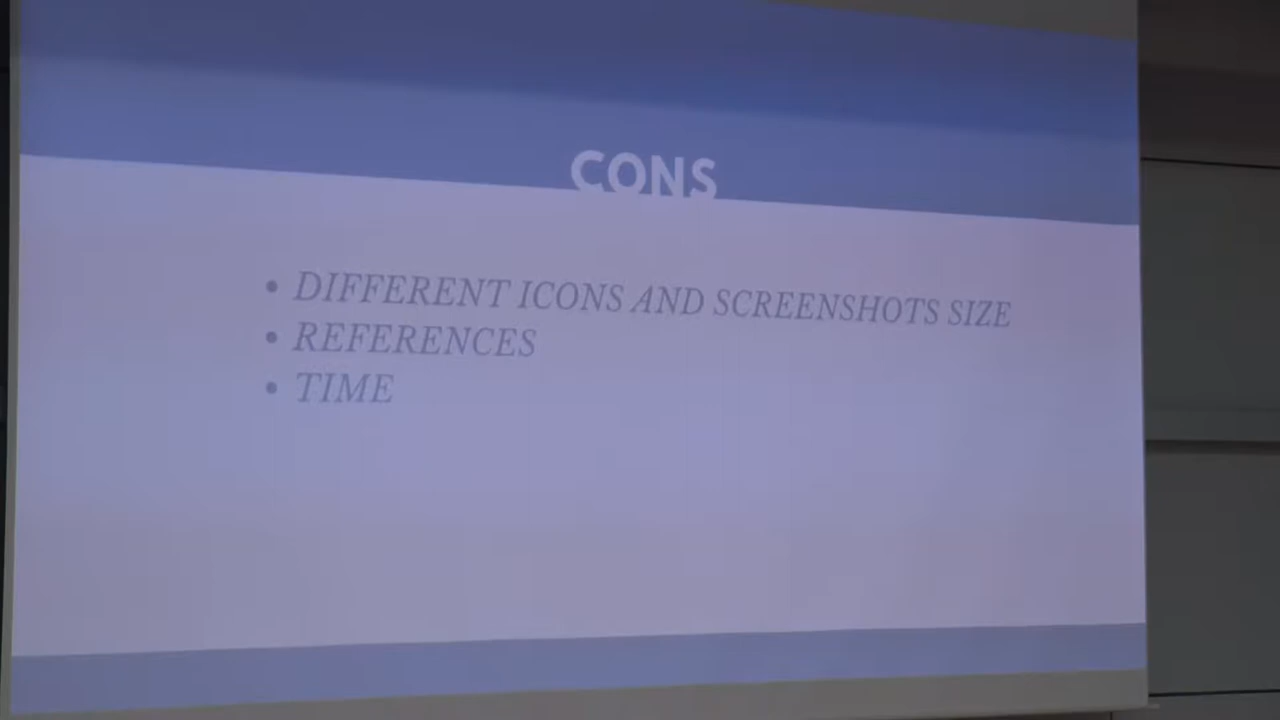 CONS
• DIFFERENT ICONS AND SCREENSHOTS SIZE
• REFERENCES
• TIME